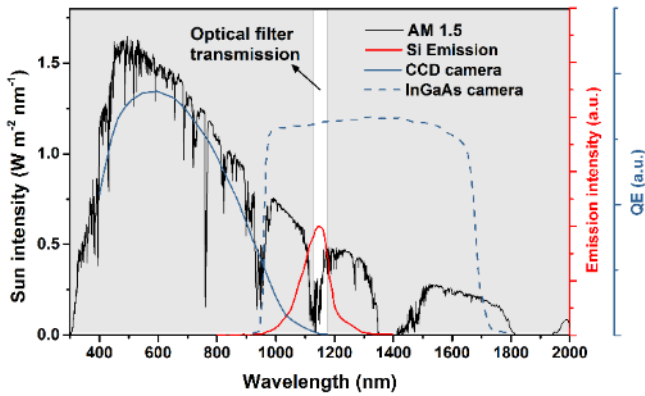 Optical filter
transmission
AM 1.5
Si Emission
CCD camera
InGaAs camera
Sun intensity (W m-2 nm-1)
1.5
1.0
0.5
0.0
400
600
800
1000
1200
1400
1600
1800
2000
Wavelength (nm)
Emission intensity (a.u.)
QE (a.u.)